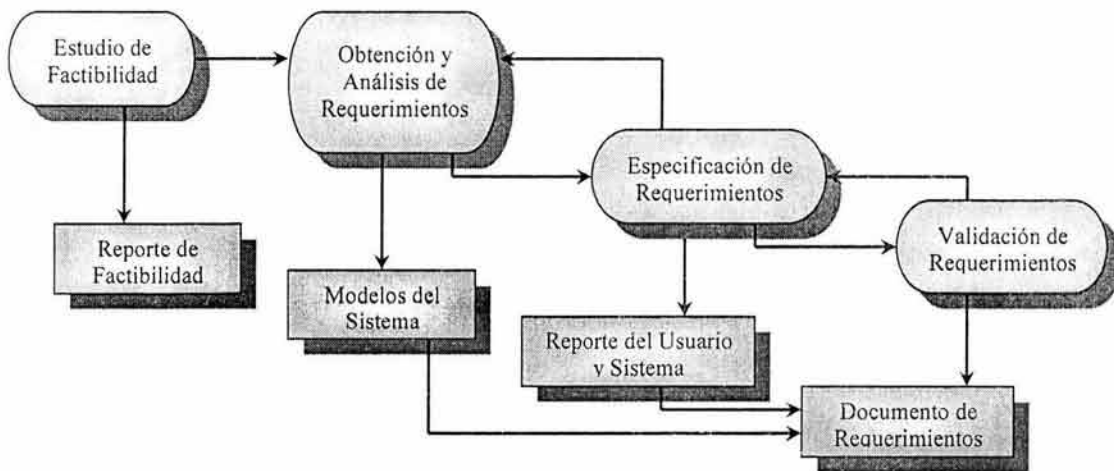 Estudio de
Factibilidad
Obtención y
Análisis de
Requerimientos
Especificación de
Requerimientos
Validación de
Requerimientos
Reporte de
Factibilidad
Modelos del
Sistema
Reporte del Usuario
y Sistema
Documento de
Requerimientos